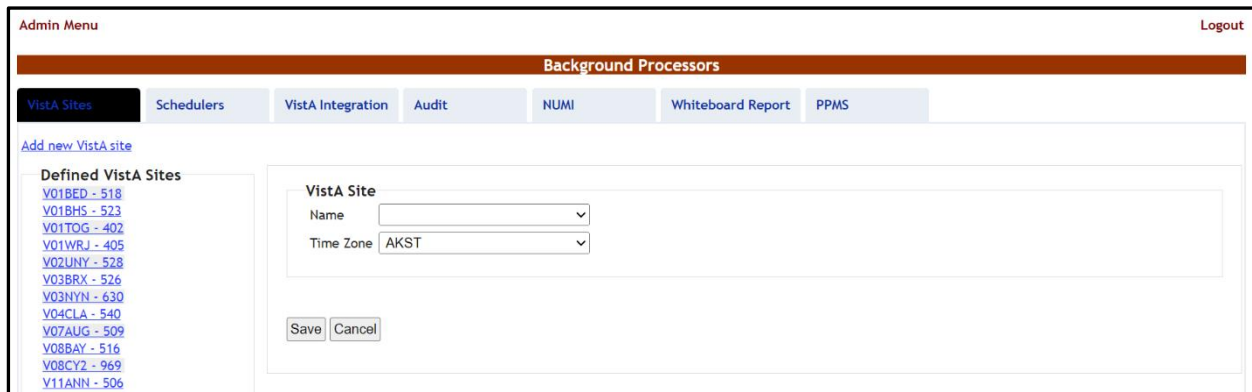 Admin Menu Logout
Background Processors
VistA Sites Schedulers VistA Integration Audit NUMI Whiteboard Report PPMS
Add new VistA site
Defined VistA Sites
V01BED - 518
V01BHS - 523
V01TOG - 402
V01WRJ - 405
V02UNY - 528
V03BRX - 526
V03NYN - 630
V04CLA - 540
V07AUG - 509
V08BAY - 516
V08CY2 - 969
V11ANN - 506
VistA Site
Name
Time Zone AKST
Save Cancel